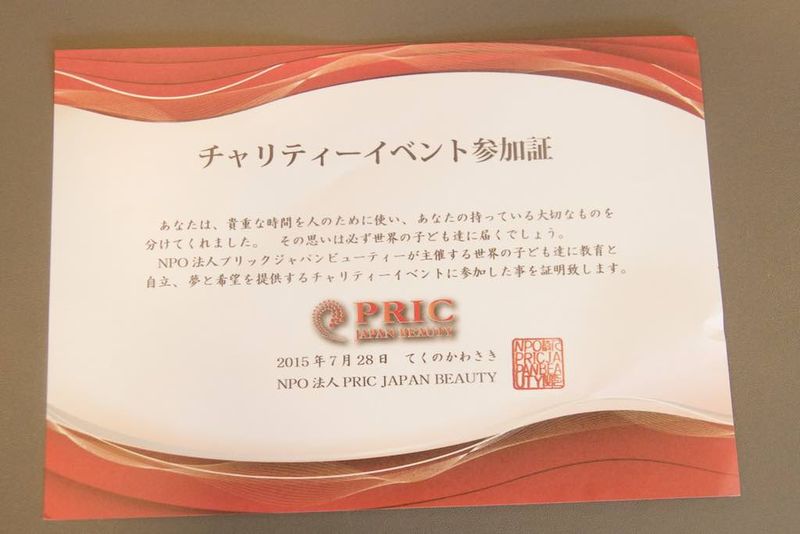 チャリティーイベント参加証
あなたは、貴重な時間を人のために使い、あなたの持っている大切なものを
分けてくれました。 その思いは必ず世界の子ども達に届くでしょう。
NPO法人プリックジャパンビューティーが主催する世界の子ども達に教育と
自立、夢と希望を提供するチャリティーイベントに参加した事を証明致します。
PRIC
JAPAN BEAUTY
2015年7月28日 てくのかわさき
NPO法人PRIC JAPAN BEAUTY
NPO
PRICJA
PANBEA
UTY